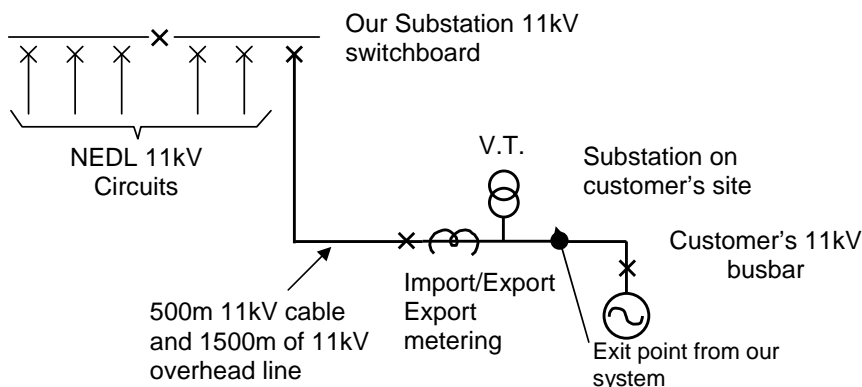 Our Substation 11kV
switchboard
NEDL 11kV
Circuits
V.T.
Substation on
customer's site
Customer's 11kV
busbar
Import/Export
Export
metering
500m 11kV cable
and 1500m of 11kV
overhead line
Exit point from our
system